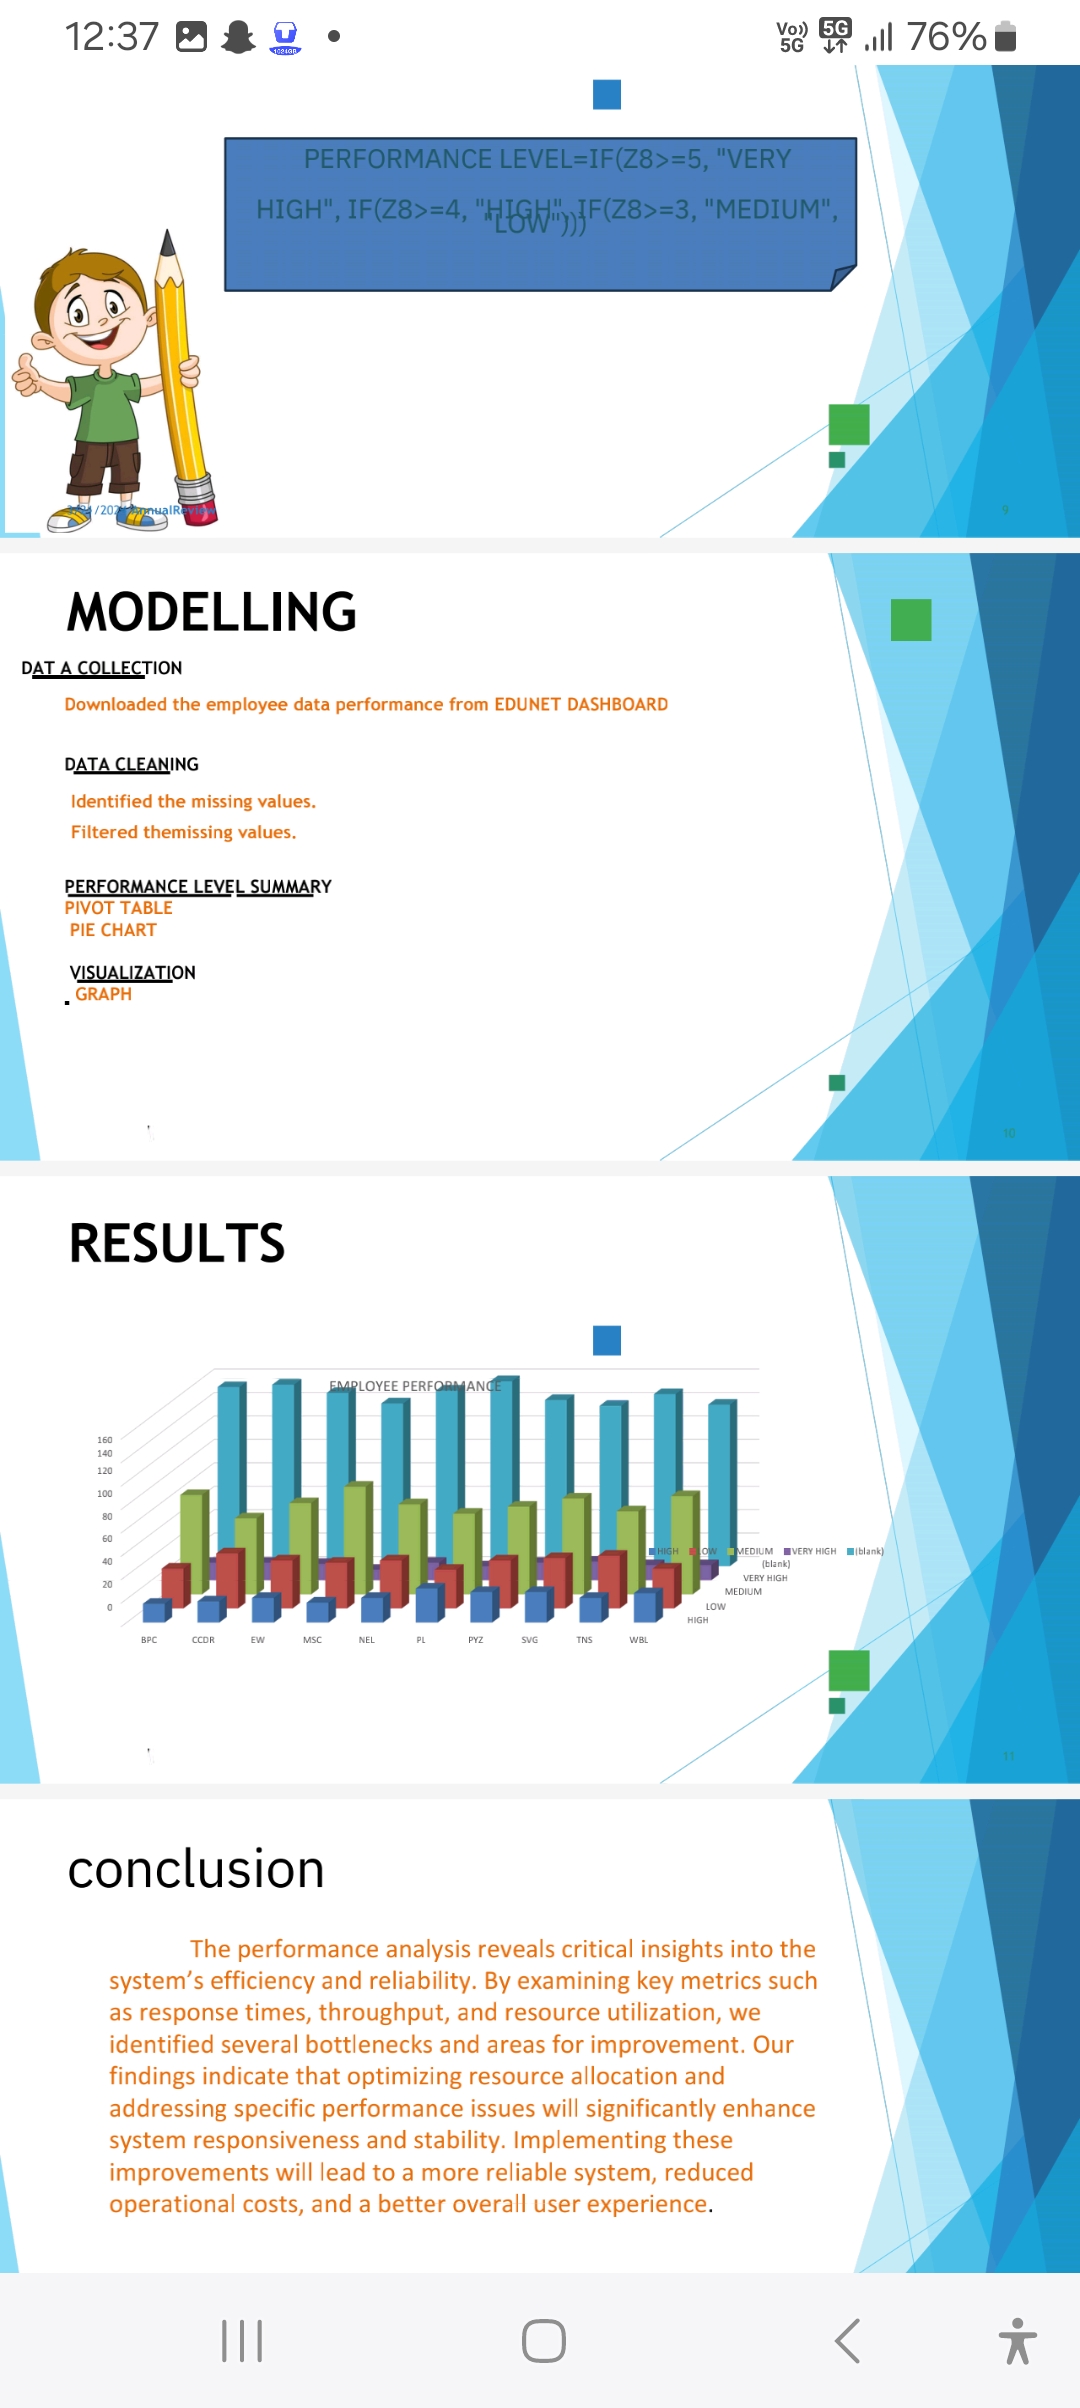 12:37
Vo)) 5G
5G
76%
PERFORMANCE LEVEL=IF(Z8>=5, "VERY
HIGH", IF(Z8>=4, "HIGH", IF(Z8>=3, "MEDIUM",
"LOW")))
AnnualReview
9
MODELLING
DAT A COLLECTION
Downloaded the employee data performance from EDUNET DASHBOARD
DATA CLEANING
Identified the missing values.
Filtered themissing values.
PERFORMANCE LEVEL SUMMARY
PIVOT TABLE
PIE CHART
VISUALIZATION
GRAPH
10
RESULTS
EMPLOYEE PERFORMANCE
160
140
120
100
80
60
40
20
0
HIGH LOW MEDIUM VERY HIGH (blank)
(blank)
VERY HIGH
MEDIUM
LOW
HIGH
BPC CCDR EW MSC NEL PL PYZ SVG TNS WBL
11
conclusion
The performance analysis reveals critical insights into the
system’s efficiency and reliability. By examining key metrics such
as response times, throughput, and resource utilization, we
identified several bottlenecks and areas for improvement. Our
findings indicate that optimizing resource allocation and
addressing specific performance issues will significantly enhance
system responsiveness and stability. Implementing these
improvements will lead to a more reliable system, reduced
operational costs, and a better overall user experience.